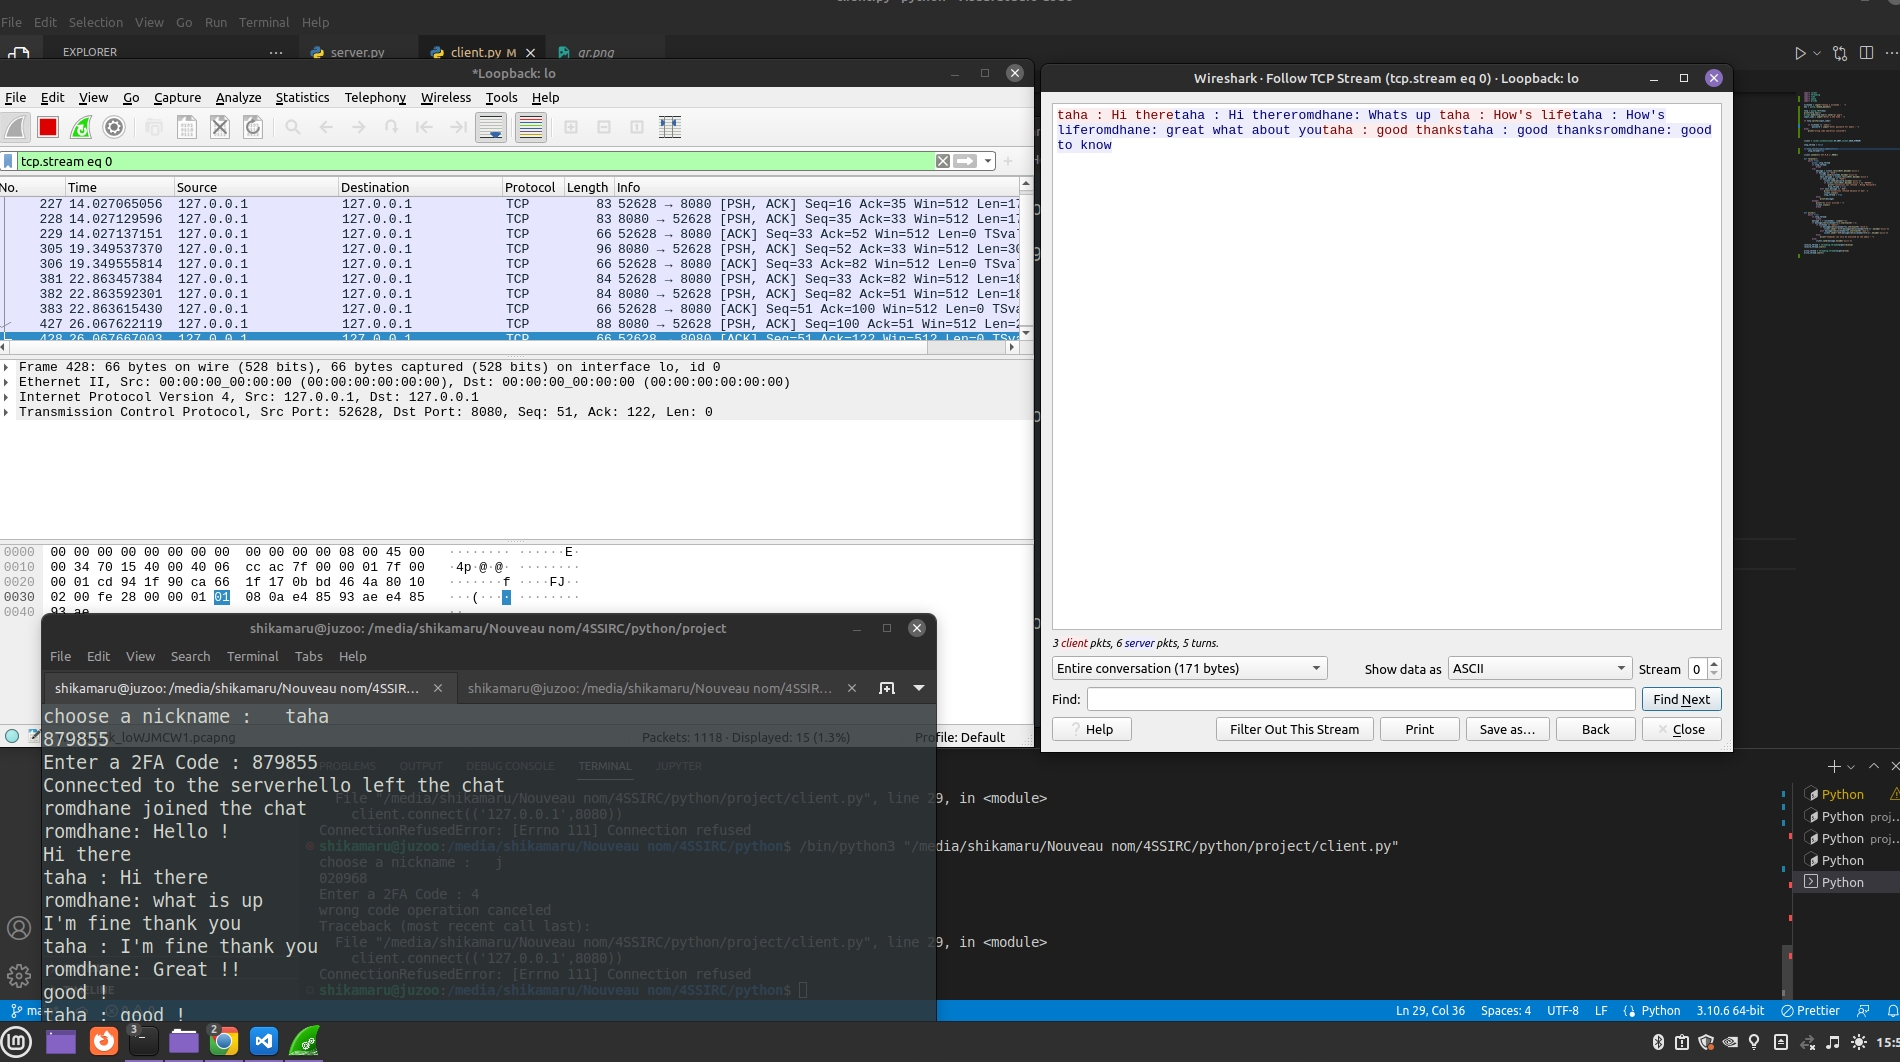 File Edit Selection View Go Run Terminal Help
EXPLORER ··· server.py client.py M qr.png
*Loopback: lo
File Edit View Go Capture Analyze Statistics Telephony Wireless Tools Help
tcp.stream eq 0
No. Time Source Destination Protocol Length Info
227 14.027065056 127.0.0.1 127.0.0.1 TCP 83 52628 → 8080 [PSH, ACK] Seq=16 Ack=35 Win=512 Len=17
228 14.027129596 127.0.0.1 127.0.0.1 TCP 83 8080 → 52628 [PSH, ACK] Seq=35 Ack=33 Win=512 Len=17
229 14.027137151 127.0.0.1 127.0.0.1 TCP 66 52628 → 8080 [ACK] Seq=33 Ack=52 Win=512 Len=0 TSval
305 19.349537370 127.0.0.1 127.0.0.1 TCP 96 8080 → 52628 [PSH, ACK] Seq=52 Ack=33 Win=512 Len=30
306 19.349555814 127.0.0.1 127.0.0.1 TCP 66 52628 → 8080 [ACK] Seq=33 Ack=82 Win=512 Len=0 TSval
381 22.863457384 127.0.0.1 127.0.0.1 TCP 84 52628 → 8080 [PSH, ACK] Seq=33 Ack=82 Win=512 Len=18
382 22.863592301 127.0.0.1 127.0.0.1 TCP 84 8080 → 52628 [PSH, ACK] Seq=82 Ack=51 Win=512 Len=18
383 22.863615430 127.0.0.1 127.0.0.1 TCP 66 52628 → 8080 [ACK] Seq=51 Ack=100 Win=512 Len=0 TSva
427 26.067622119 127.0.0.1 127.0.0.1 TCP 88 8080 → 52628 [PSH, ACK] Seq=100 Ack=51 Win=512 Len=2
428 26.067667003 127.0.0.1 127.0.0.1 TCP 66 52628 → 8080 [ACK] Seq=51 Ack=122 Win=512 Len=0 TSva
Frame 428: 66 bytes on wire (528 bits), 66 bytes captured (528 bits) on interface lo, id 0
Ethernet II, Src: 00:00:00_00:00:00 (00:00:00:00:00:00), Dst: 00:00:00_00:00:00 (00:00:00:00:00:00)
Internet Protocol Version 4, Src: 127.0.0.1, Dst: 127.0.0.1
Transmission Control Protocol, Src Port: 52628, Dst Port: 8080, Seq: 51, Ack: 122, Len: 0
0000 00 00 00 00 00 00 00 00 00 00 00 00 08 00 45 00 ········ ······E·
0010 00 34 70 15 40 00 40 06 cc ac 7f 00 00 01 7f 00 ·4p·@·@· ········
0020 00 01 cd 94 1f 90 ca 66 1f 17 0b bd 46 4a 80 10 ·······f ····FJ··
0030 02 00 fe 28 00 00 01 01 08 0a e4 85 93 ae e4 85 ···(···· ········
0040 93 ae ··
Packets: 1118 · Displayed: 15 (1.3%) Profile: Default
Wireshark · Follow TCP Stream (tcp.stream eq 0) · Loopback: lo
taha : Hi theretaha : Hi thereromdhane: Whats up taha : How's lifetaha : How's
liferomdhane: great what about youtaha : good thankstaha : good thanksromdhane: good
to know
3 client pkts, 6 server pkts, 5 turns.
Entire conversation (171 bytes) Show data as ASCII Stream 0
Find: Find Next
Help Filter Out This Stream Print Save as… Back Close
shikamaru@juzoo: /media/shikamaru/Nouveau nom/4SSIRC/python/project
File Edit View Search Terminal Tabs Help
shikamaru@juzoo: /media/shikamaru/Nouveau nom/4SSIR… shikamaru@juzoo: /media/shikamaru/Nouveau nom/4SSIR…
choose a nickname : taha
879855
Enter a 2FA Code : 879855
Connected to the serverhello left the chat
romdhane joined the chat
romdhane: Hello !
Hi there
taha : Hi there
romdhane: what is up
I'm fine thank you
taha : I'm fine thank you
romdhane: Great !!
good !
taha : good !
PROBLEMS OUTPUT DEBUG CONSOLE TERMINAL JUPYTER
File "/media/shikamaru/Nouveau nom/4SSIRC/python/project/client.py", line 29, in <module>
client.connect(('127.0.0.1',8080))
ConnectionRefusedError: [Errno 111] Connection refused
shikamaru@juzoo:/media/shikamaru/Nouveau nom/4SSIRC/python$ /bin/python3 "/media/shikamaru/Nouveau nom/4SSIRC/python/project/client.py"
choose a nickname : j
020968
Enter a 2FA Code : 4
wrong code operation canceled
Traceback (most recent call last):
File "/media/shikamaru/Nouveau nom/4SSIRC/python/project/client.py", line 29, in <module>
client.connect(('127.0.0.1',8080))
ConnectionRefusedError: [Errno 111] Connection refused
shikamaru@juzoo:/media/shikamaru/Nouveau nom/4SSIRC/python$
Python
Python proj…
Python proj…
Python
Python
Ln 29, Col 36 Spaces: 4 UTF-8 LF Python 3.10.6 64-bit Prettier
3 2